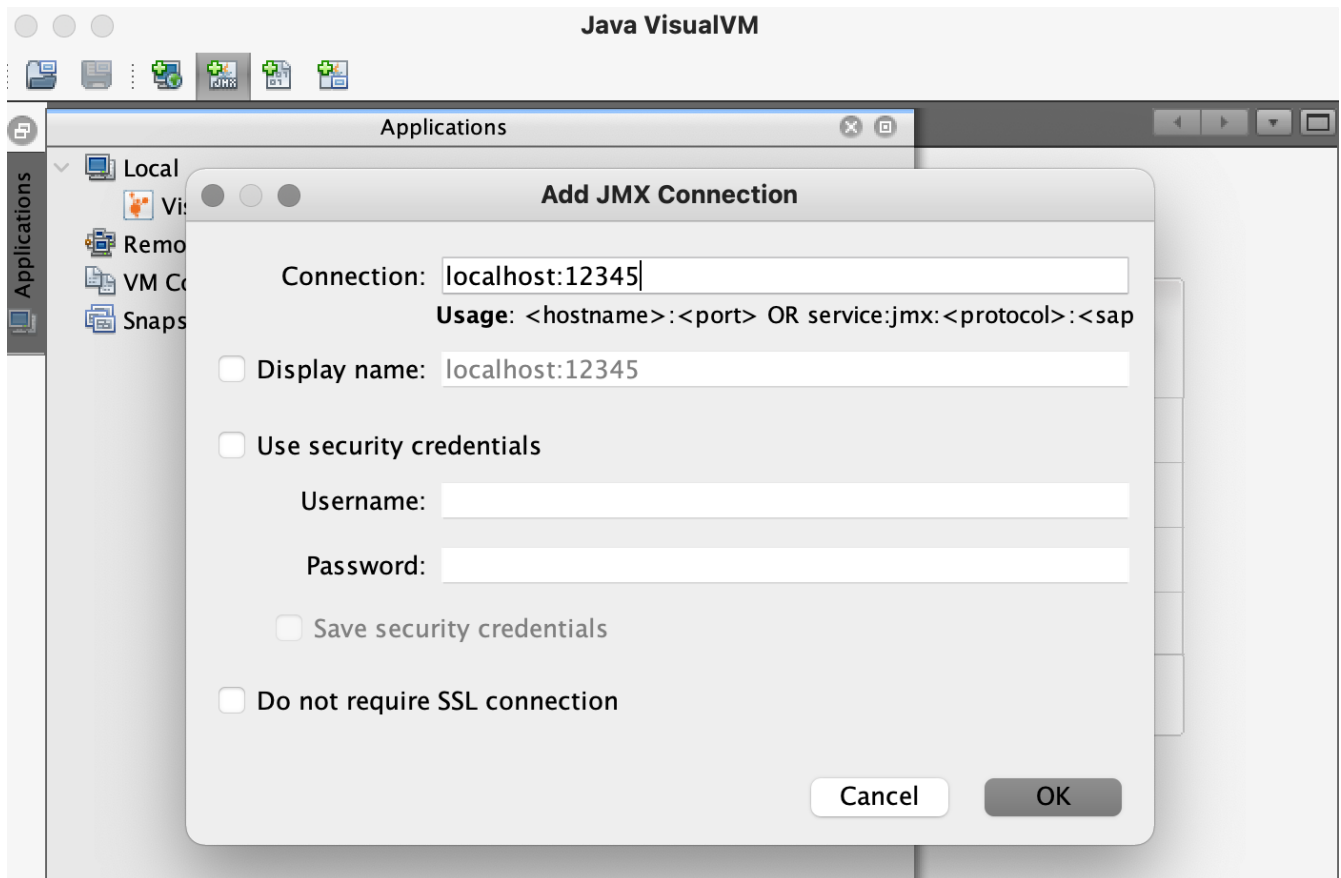 Java VisualVM
JMX
Applications
Applications
Local
Vis
Remo
VM Co
Snaps
Add JMX Connection
Connection: localhost:12345
Usage: <hostname>:<port> OR service:jmx:<protocol>:<sap
Display name: localhost:12345
Use security credentials
Username:
Password:
Save security credentials
Do not require SSL connection
Cancel OK